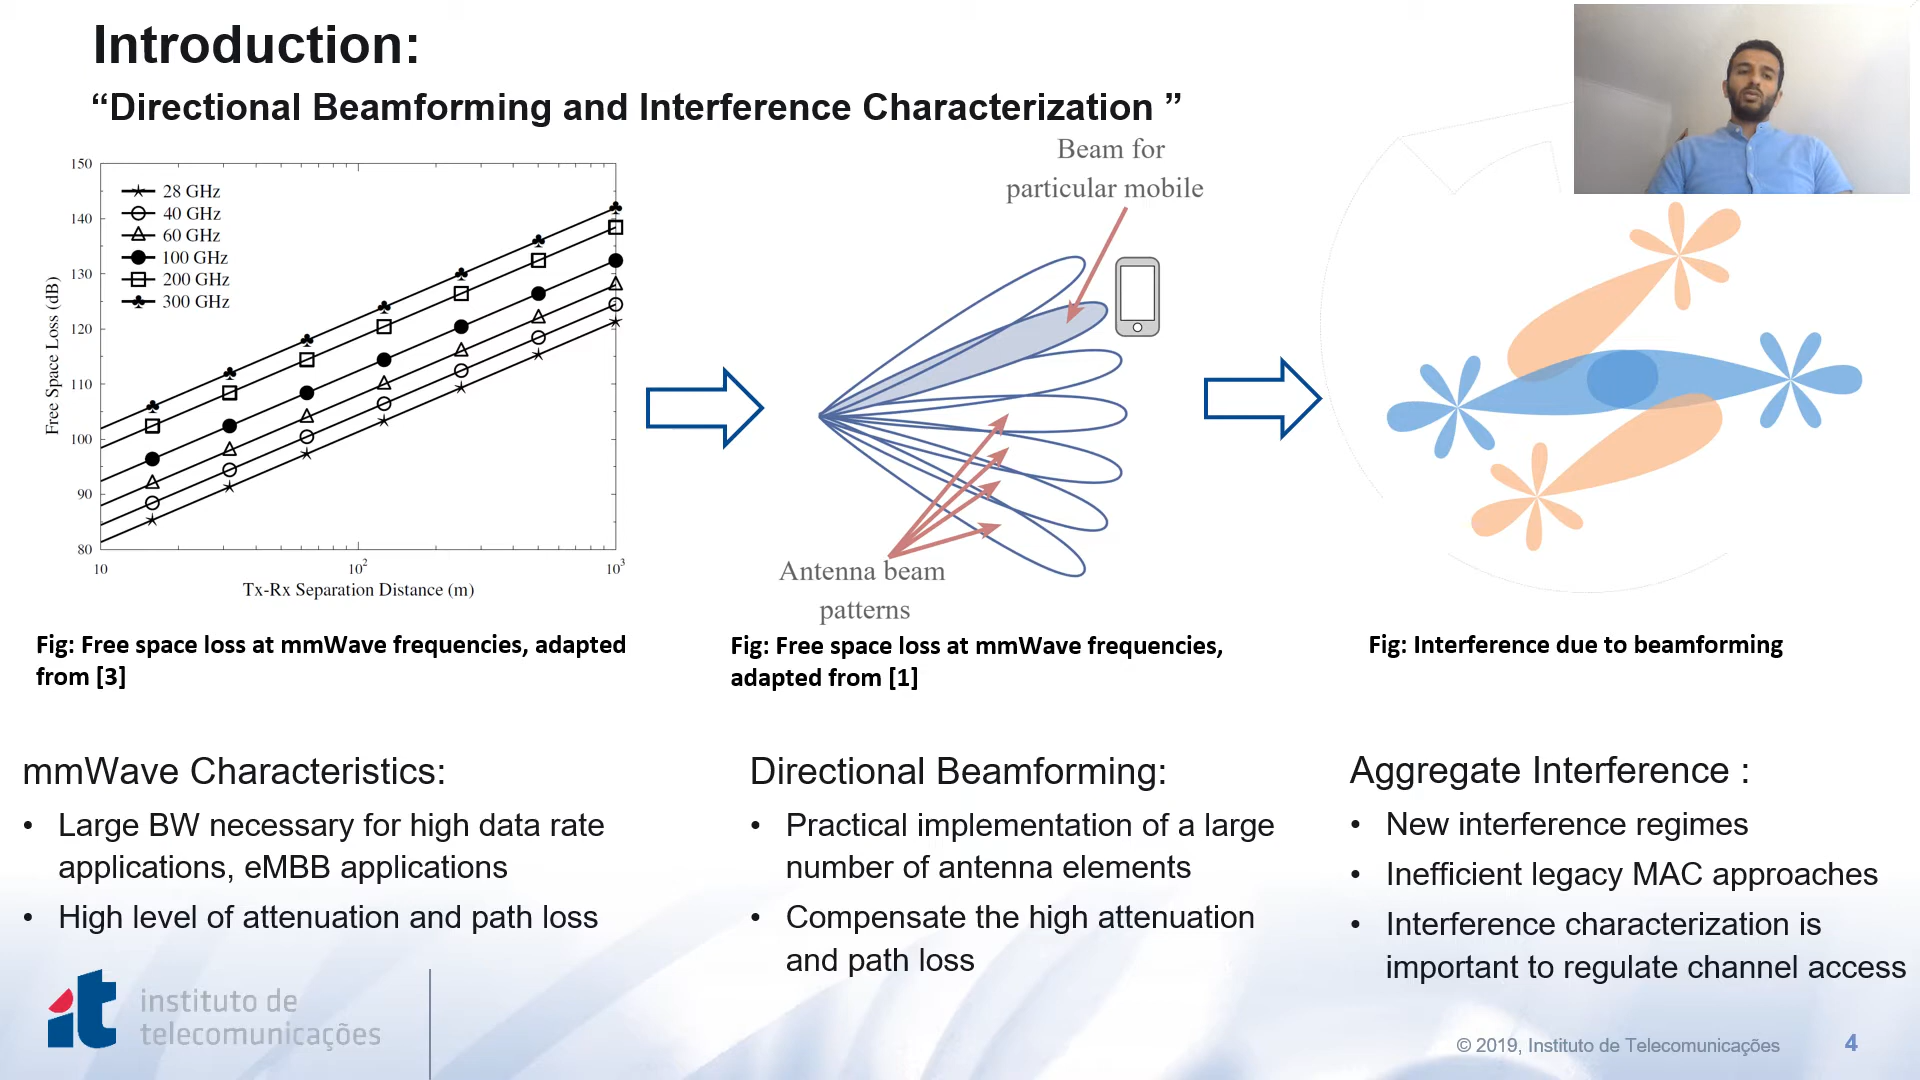 Introduction:
“Directional Beamforming and Interference Characterization ”
150
140
130
120
110
100
90
80
Free Space Loss (dB)
28 GHz
40 GHz
60 GHz
100 GHz
200 GHz
300 GHz
10
10²
10³
Tx-Rx Separation Distance (m)
Beam for
particular mobile
Antenna beam
patterns
Fig: Free space loss at mmWave frequencies, adapted
from [3]
Fig: Free space loss at mmWave frequencies,
adapted from [1]
Fig: Interference due to beamforming
mmWave Characteristics:
• Large BW necessary for high data rate
applications, eMBB applications
• High level of attenuation and path loss
Directional Beamforming:
• Practical implementation of a large
number of antenna elements
• Compensate the high attenuation
and path loss
Aggregate Interference :
• New interference regimes
• Inefficient legacy MAC approaches
• Interference characterization is
important to regulate channel access
it
instituto de
telecomunicações
© 2019, Instituto de Telecomunicações
4